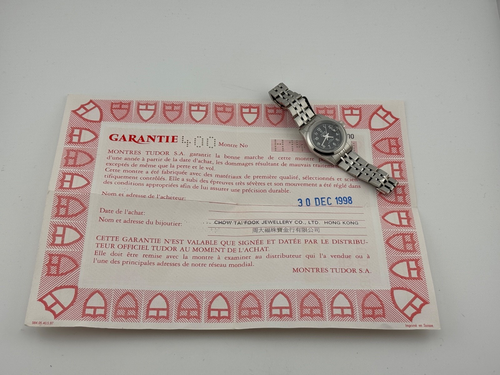 GARANTIE 400 Montre No
MONTRES TUDOR S.A. garantit la bonne marche de cette montre
d'une année à partir de la date d'achat, les dommages résultant de mauvais
exceptés de même que la perte et le vol.
Cette montre a été fabriquée avec des matériaux de première qualité, sélectionnés et
rifiquement contrôlés. Elle a subi des épreuves très sévères et son mouvement a été réglé dans
des conditions appropriées afin de lui assurer une précision durable.
Nom et adresse de l'acheteur:
30 DEC 1998
Date de l'achat:
Nom et adresse du bijoutier: CHOW TAI FOOK JEWELLERY CO., LTD. HONG KONG
周大福珠寶金行有限公司
CETTE GARANTIE N'EST VALABLE QUE SIGNÉE ET DATÉE PAR LE DISTRIBU-
TEUR OFFICIEL TUDOR AU MOMENT DE L'ACHAT.
Elle doit être remise avec la montre à examiner au distributeur qui l'a vendue ou à
l'une des principales adresses de notre réseau mondial.
MONTRES TUDOR S.A.